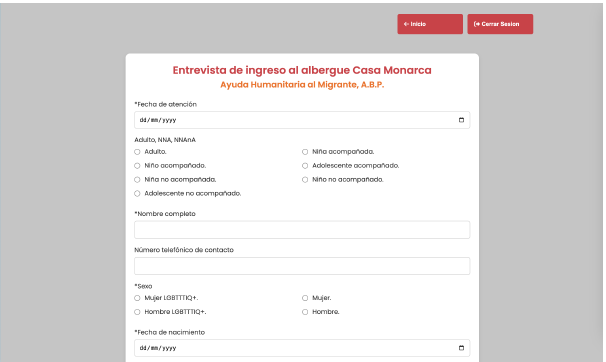 ← Inicio
Cerrar Sesion
Entrevista de ingreso al albergue Casa Monarca
Ayuda Humanitaria al Migrante, A.B.P.
*Fecha de atención
dd/mm/yyyy
Adulto, NNA, NNAnA
Adulto.
Niña acompañada.
Niño acompañado.
Adolescente acompañado.
Niña no acompañada.
Niño no acompañado.
Adolescente no acompañado.
*Nombre completo
Número telefónico de contacto
*Sexo
Mujer LGBTTTIQ+.
Mujer.
Hombre LGBTTTIQ+.
Hombre.
*Fecha de nacimiento
dd/mm/yyyy